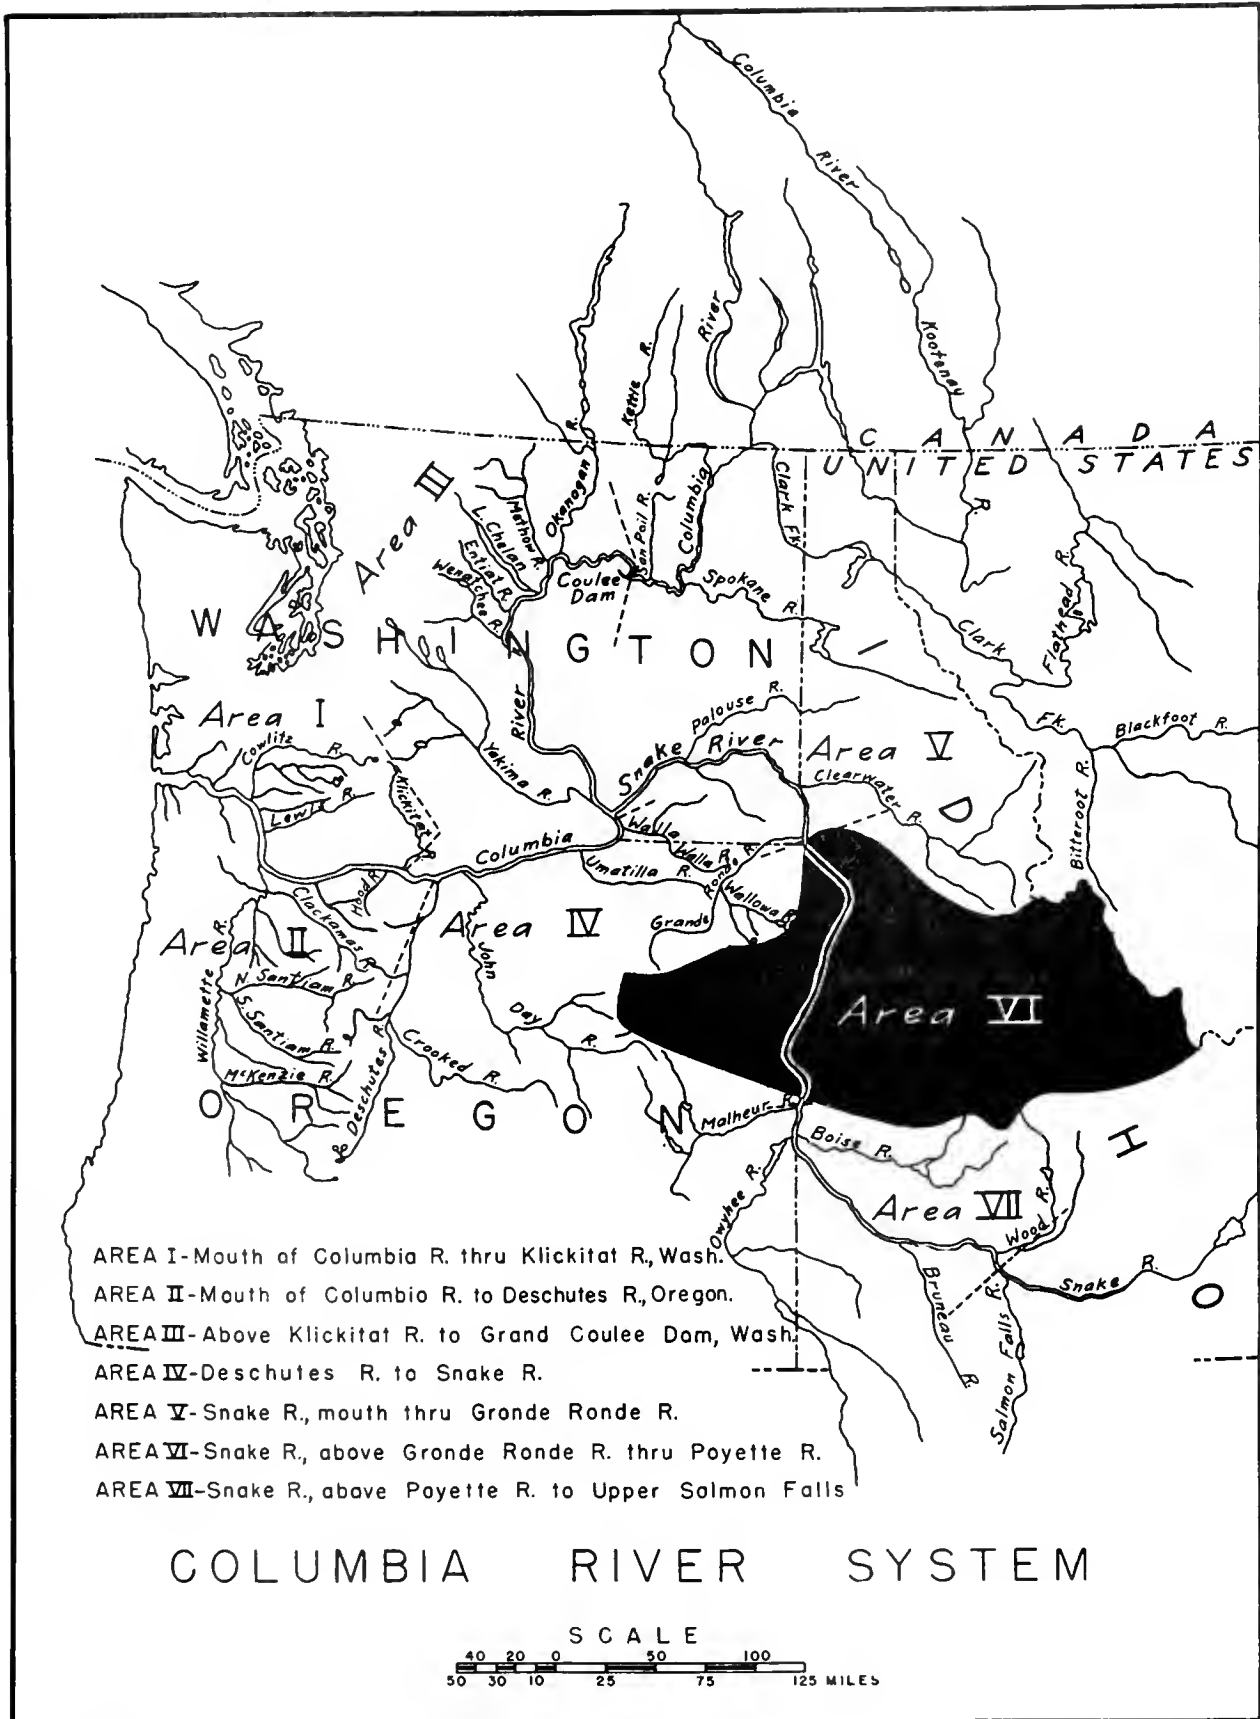 Columbia
River
Kootenay
R.
River
Kettle R.
CANADA
UNITED STATES
Okanogan R.
Area III
Methow R.
L. Chelan
Entiat R.
Wenatchee R.
San Poil R.
Columbia
Clark Fk.
Coulee Dam
Spokane R.
Flathead R.
Clark
Fk.
WASHINGTON
I
Blackfoot R.
Bitteroot R.
Area I
Cowlitz R.
Lewis R.
Klickitat R.
Yakima R.
River
Palouse R.
Snake River
Area V
Clearwater R.
D
Columbia
Walla Walla R.
Umatilla R.
Grande Ronde R.
Wallowa R.
Hood R.
Clackamas R.
Area II
Area IV
Area VI
Willamette R.
N. Santiam R.
S. Santiam R.
McKenzie R.
Deschutes R.
John Day R.
Crooked R.
OREGON
Malheur R.
Boise R.
Owyhee R.
H
Area VII
Wood R.
Bruneau R.
Salmon Falls R.
Snake R.
O
AREA I-Mouth of Columbia R. thru Klickitat R., Wash.
AREA II-Mouth of Columbio R. to Deschutes R., Oregon.
AREA III-Above Klickitat R. to Grand Coulee Dam, Wash.
AREA IV-Deschutes R. to Snake R.
AREA V-Snake R., mouth thru Gronde Ronde R.
AREA VI-Snake R., above Gronde Ronde R. thru Poyette R.
AREA VII-Snake R., above Poyette R. to Upper Salmon Falls
COLUMBIA RIVER SYSTEM
SCALE
40 20 0 50 100
50 30 10 25 75 125 MILES